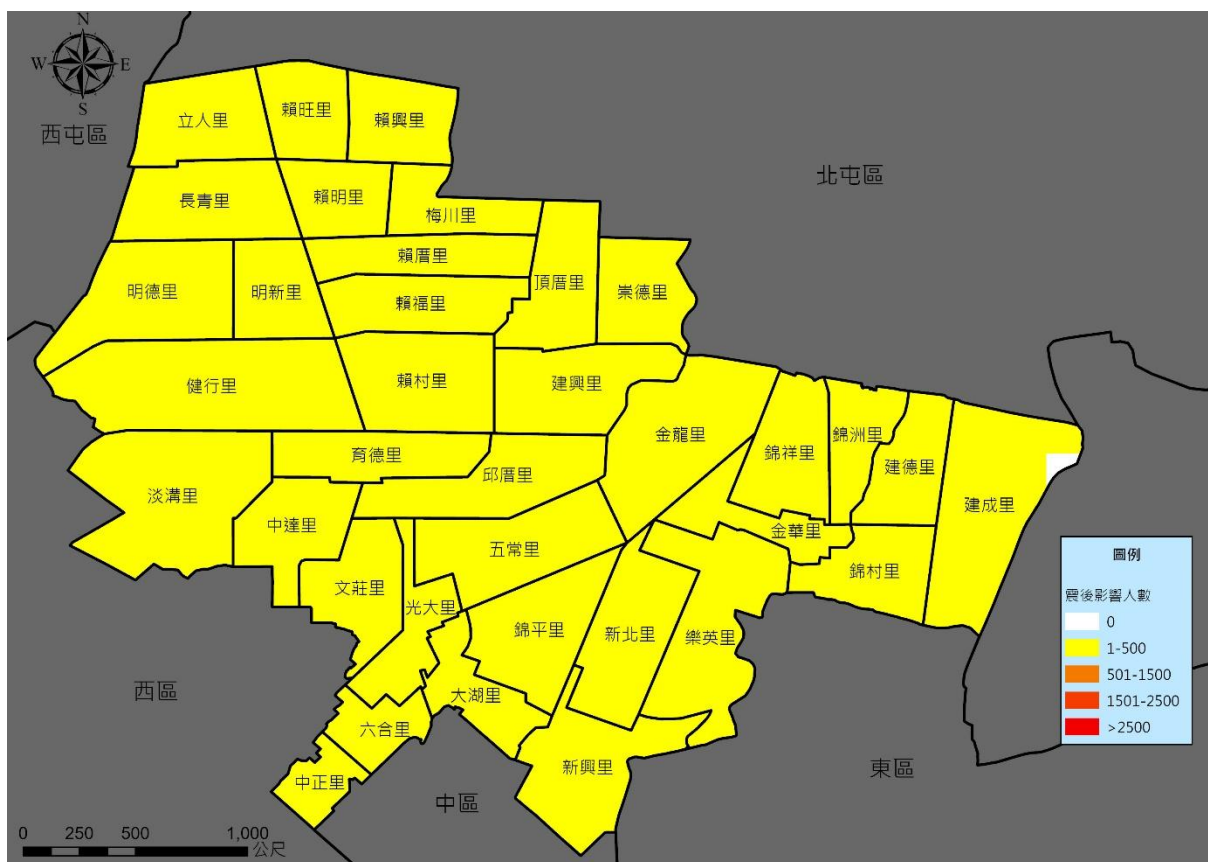 N
W E
S
西屯區
北屯區
立人里
賴旺里
賴興里
長青里
賴明里
梅川里
賴厝里
頂厝里
明德里
明新里
賴福里
崇德里
健行里
賴村里
建興里
金龍里
錦洲里
錦祥里
建德里
育德里
邱厝里
淡溝里
中達里
建成里
金華里
五常里
錦村里
文莊里
光大里
錦平里
新北里
樂英里
西區
大湖里
六合里
新興里
中正里
中區
東區
圖例
震後影響人數
0
1-500
501-1500
1501-2500
>2500
0 250 500 1,000
公尺